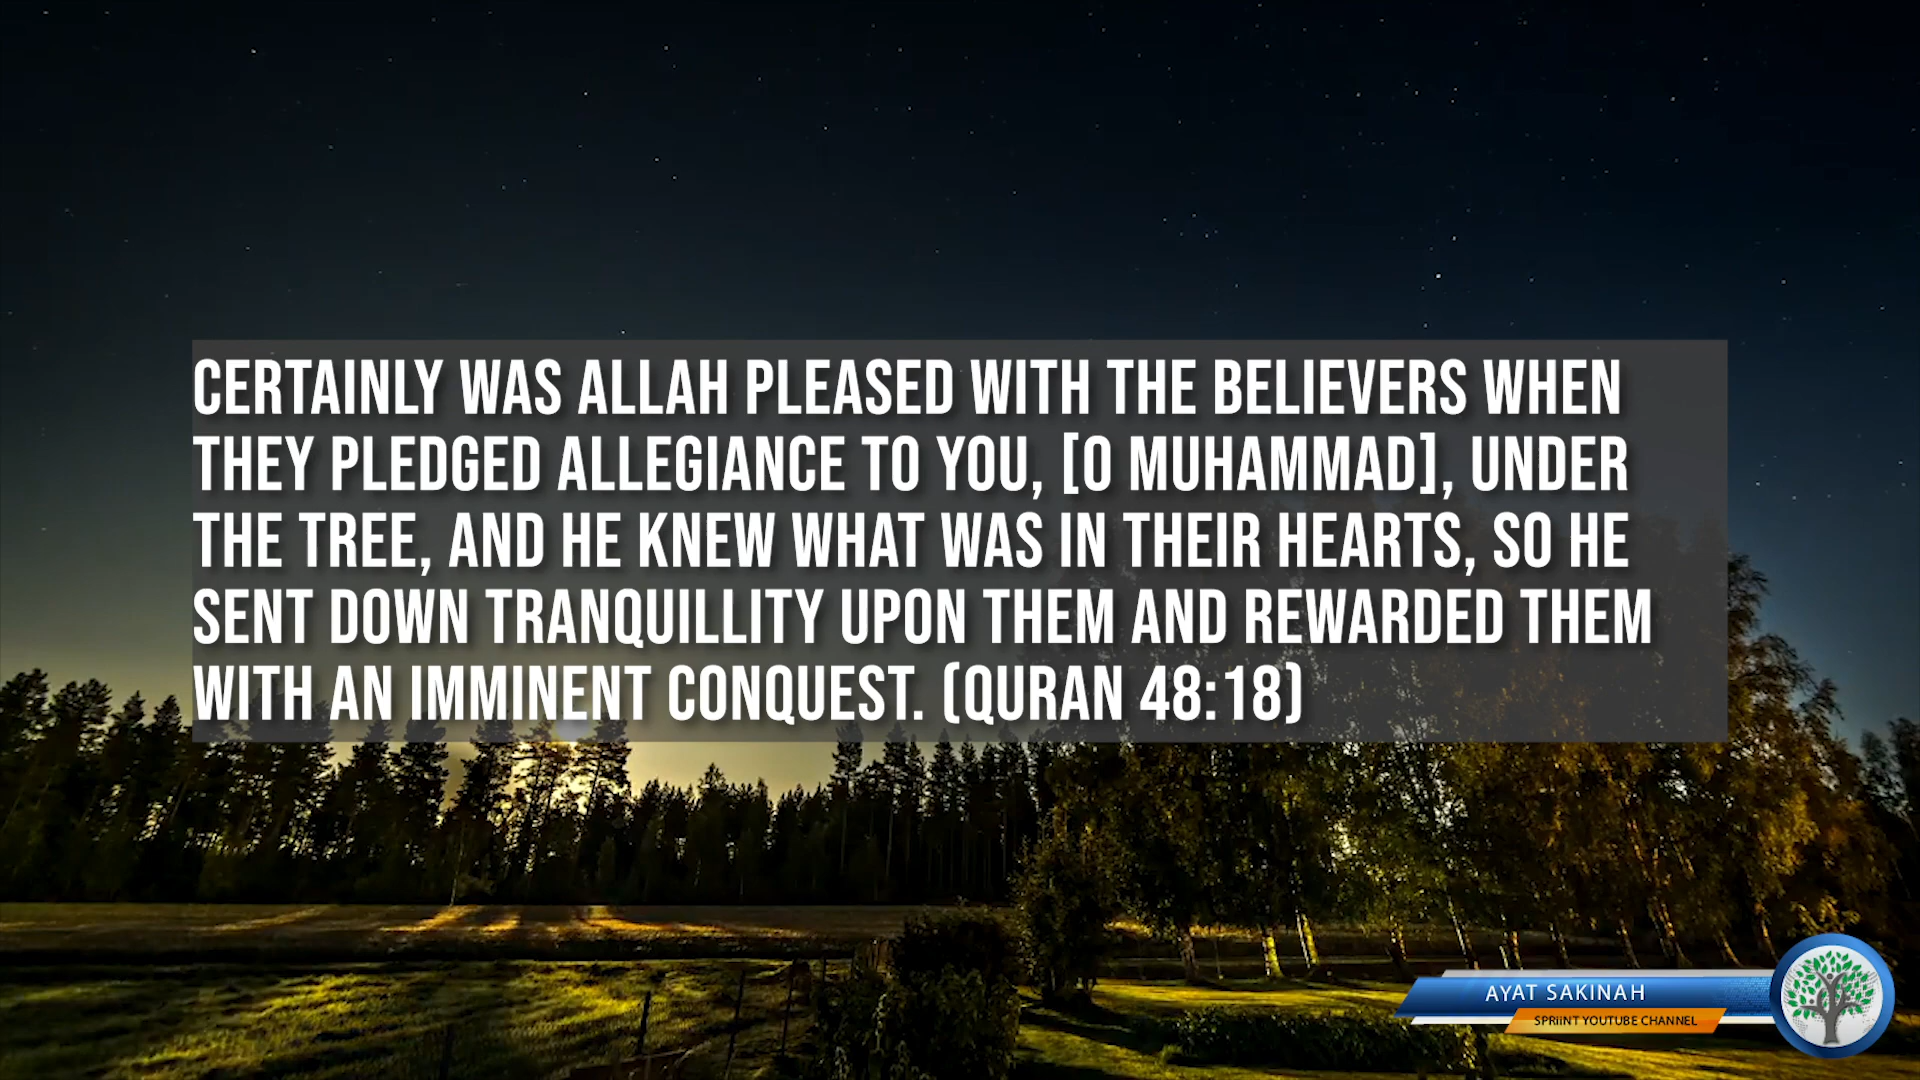 CERTAINLY WAS ALLAH PLEASED WITH THE BELIEVERS WHEN
THEY PLEDGED ALLEGIANCE TO YOU, [O MUHAMMAD], UNDER
THE TREE, AND HE KNEW WHAT WAS IN THEIR HEARTS, SO HE
SENT DOWN TRANQUILLITY UPON THEM AND REWARDED THEM
WITH AN IMMINENT CONQUEST. (QURAN 48:18)
AYAT SAKINAH
SPRiiNT YOUTUBE CHANNEL